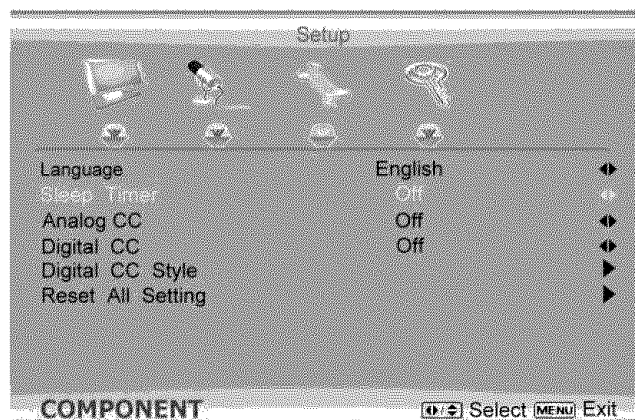 Setup
Language English
Sleep Timer Off
Analog CC Off
Digital CC Off
Digital CC Style
Reset All Setting
COMPONENT Select MENU Exit